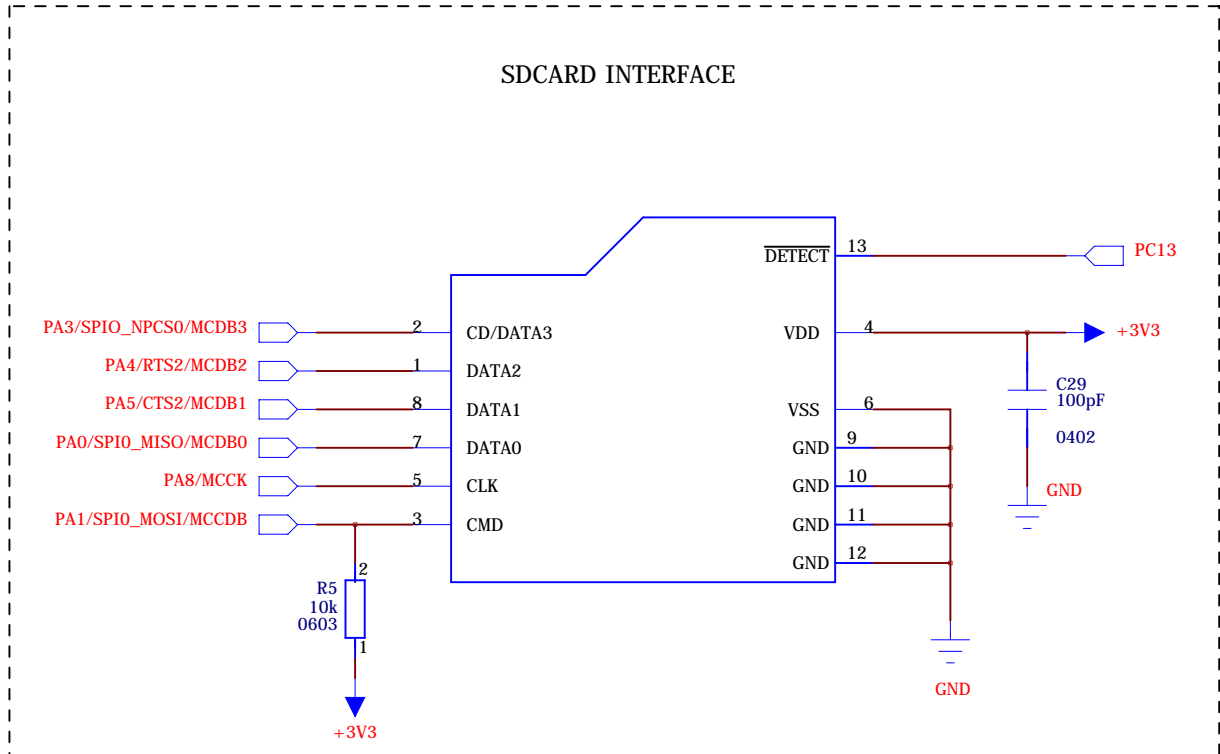 SDCARD INTERFACE
DETECT
13
PC13
PA3/SPIO_NPCS0/MCDB3
2
CD/DATA3
VDD
4
+3V3
PA4/RTS2/MCDB2
1
DATA2
C29
100pF
0402
PA5/CTS2/MCDB1
8
DATA1
VSS
6
PA0/SPI0_MISO/MCDB0
7
DATA0
GND
9
PA8/MCCK
5
CLK
GND
10
GND
PA1/SPI0_MOSI/MCCDB
3
CMD
GND
11
GND
12
2
R5
10k
0603
1
GND
+3V3